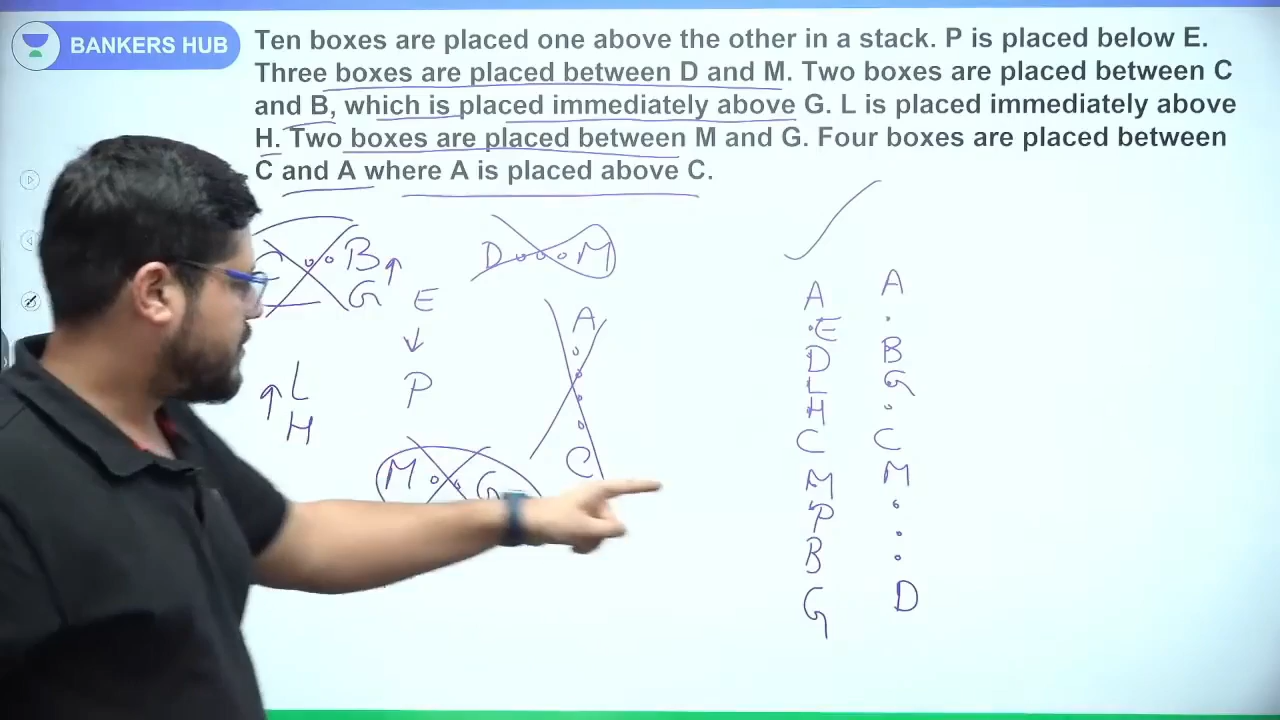 BANKERS HUB
Ten boxes are placed one above the other in a stack. P is placed below E.
Three boxes are placed between D and M. Two boxes are placed between C
and B, which is placed immediately above G. L is placed immediately above
H. Two boxes are placed between M and G. Four boxes are placed between
C and A where A is placed above C.
B
G
E
P
L
H
D M
A
C
M G
A
E
D
L
H
C
M
P
B
G
A
B
G
C
M
D